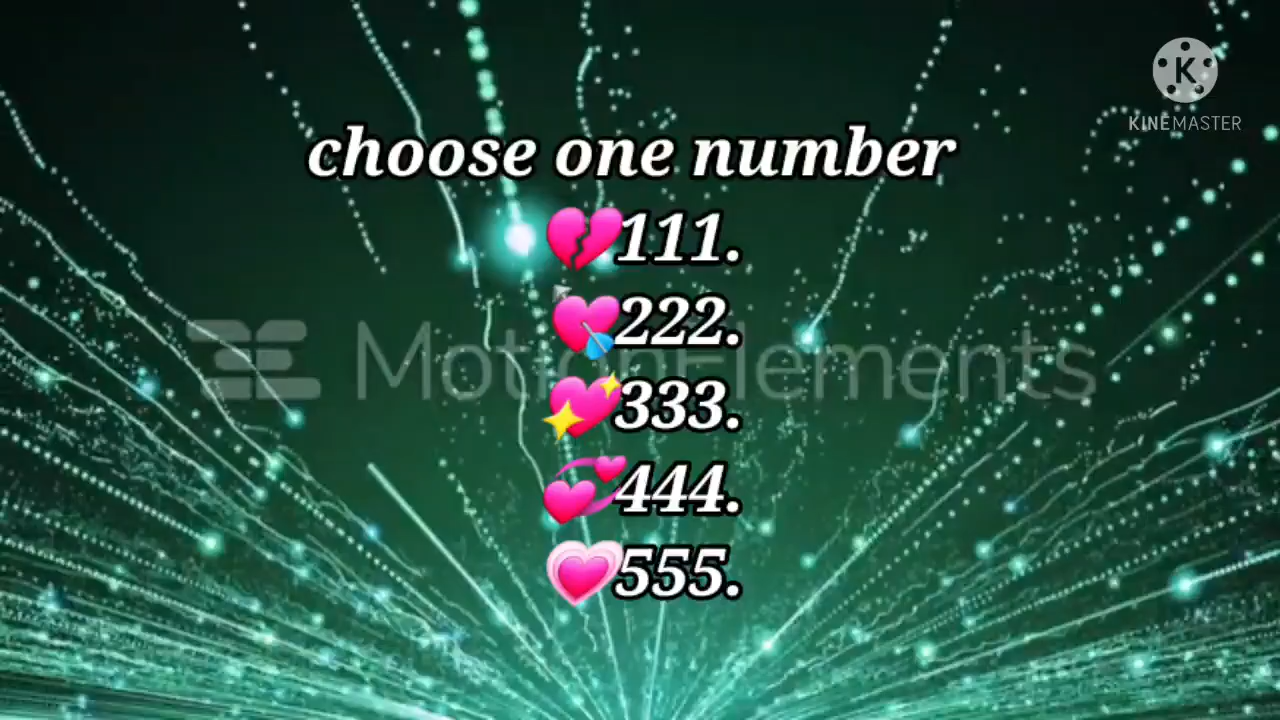 K
KINEMASTER
choose one number
💔111.
💘222.
MotionElements
💖333.
💞444.
💗555.